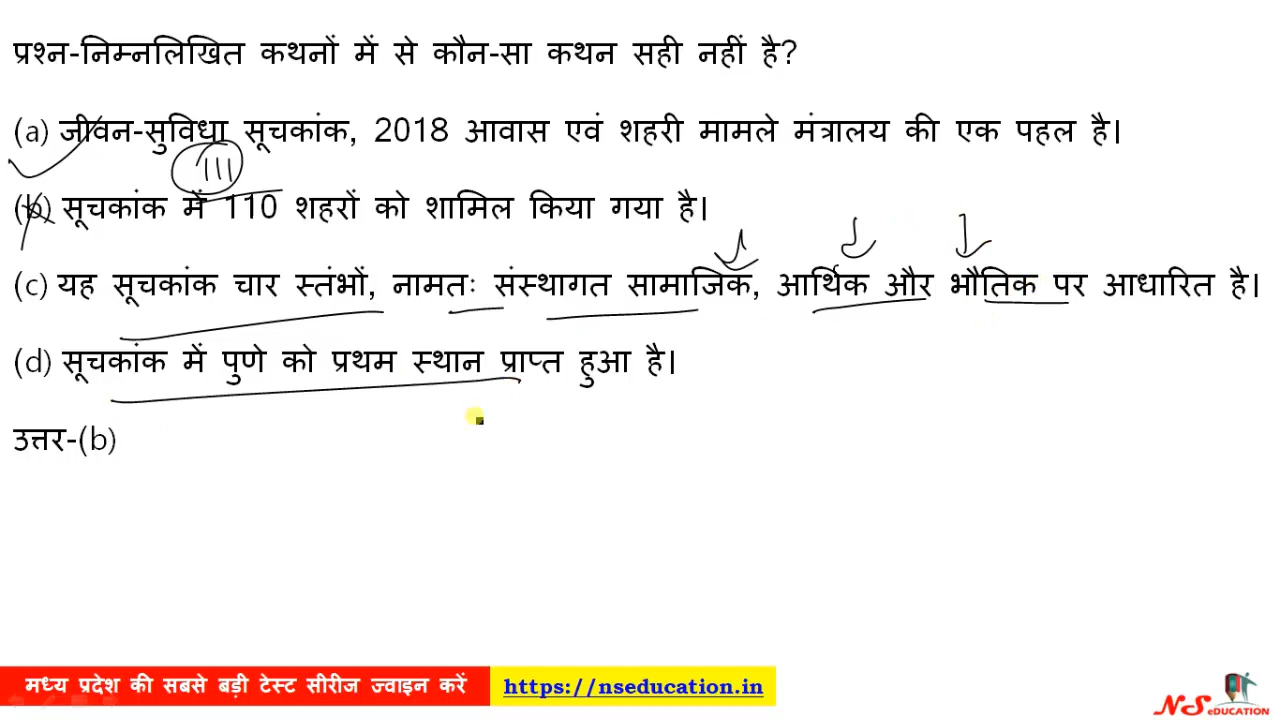 प्रश्न-निम्नलिखित कथनों में से कौन-सा कथन सही नहीं है?
(a) जीवन-सुविधा सूचकांक, 2018 आवास एवं शहरी मामले मंत्रालय की एक पहल है।
111
(b) सूचकांक में 110 शहरों को शामिल किया गया है।
(c) यह सूचकांक चार स्तंभों, नामतः संस्थागत सामाजिक, आर्थिक और भौतिक पर आधारित है।
(d) सूचकांक में पुणे को प्रथम स्थान प्राप्त हुआ है।
उत्तर-(b)
मध्य प्रदेश की सबसे बड़ी टेस्ट सीरीज ज्वाइन करें https://nseducation.in
NS eDUCATION